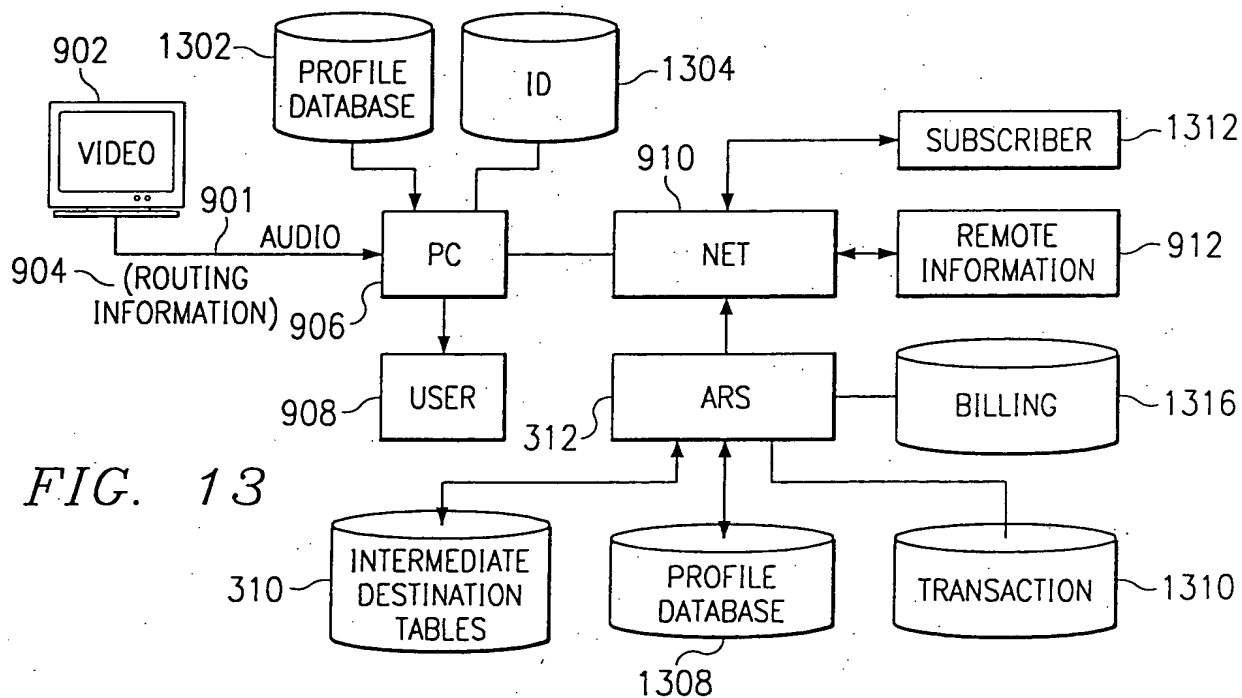 1302
902
PROFILE
DATABASE
ID
1304
VIDEO
910
SUBSCRIBER
1312
901
AUDIO
904
(ROUTING
INFORMATION)
PC
906
NET
REMOTE
INFORMATION
912
908
USER
312
ARS
BILLING
1316
FIG. 13
310
INTERMEDIATE
DESTINATION
TABLES
PROFILE
DATABASE
1308
TRANSACTION
1310